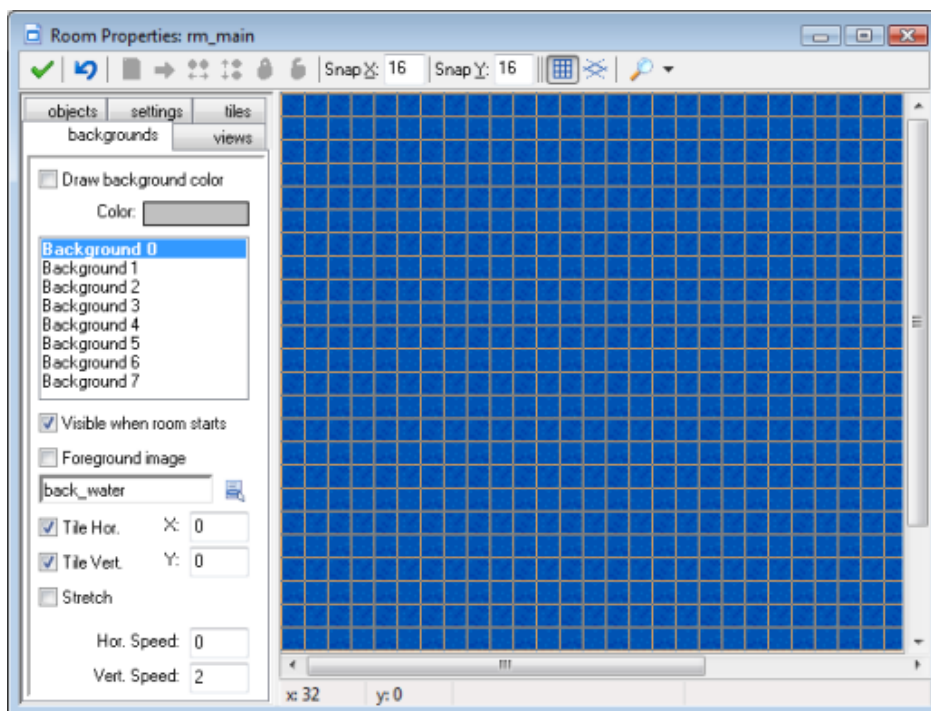 Room Properties: rm_main
Snap X: 16 Snap Y: 16
objects settings tiles
backgrounds views
Draw background color
Color:
Background 0
Background 1
Background 2
Background 3
Background 4
Background 5
Background 6
Background 7
Visible when room starts
Foreground image
back_water
Tile Hor. X: 0
Tile Vert. Y: 0
Stretch
Hor. Speed: 0
Vert. Speed: 2
x: 32 y: 0